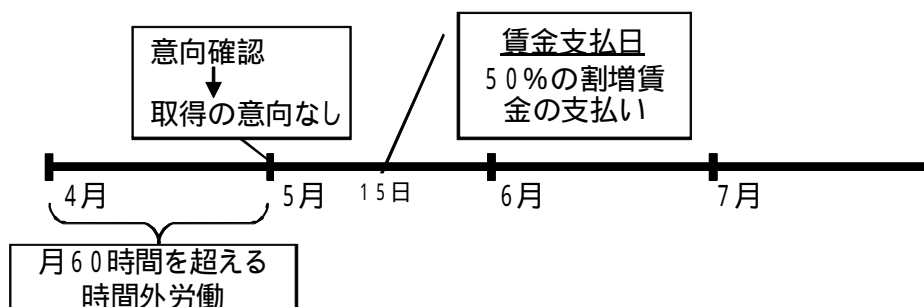 意向確認
取得の意向なし
賃金支払日
50%の割増賃
金の支払い
4月
5月
15日
6月
7月
月60時間を超える
時間外労働